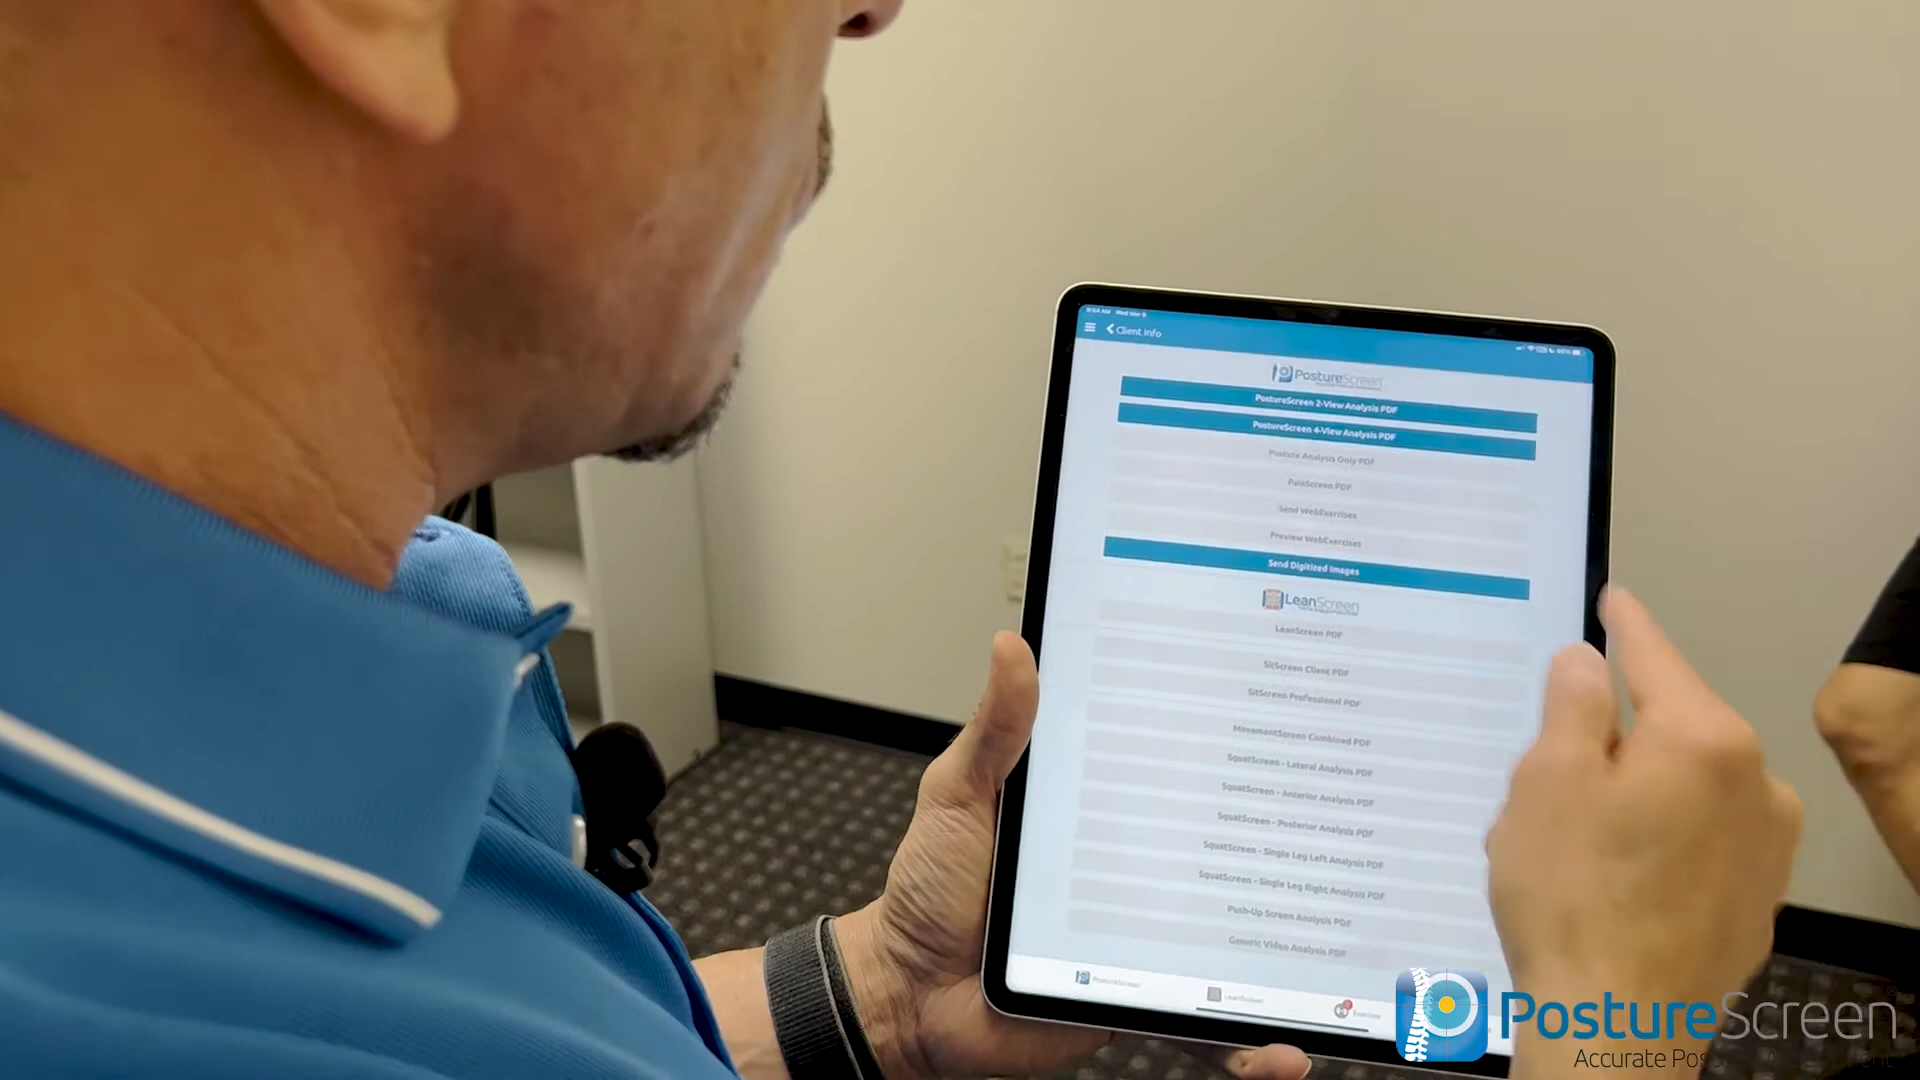 Client Info
PostureScreen
PostureScreen 2-View Analysis PDF
PostureScreen 4-View Analysis PDF
Posture Analysis Only PDF
PainScreen PDF
Send WebExercises
Preview WebExercises
Send Digitized Images
LeanScreen
LeanScreen PDF
SitScreen Client PDF
SitScreen Professional PDF
MovementScreen Combined PDF
SquatScreen - Lateral Analysis PDF
SquatScreen - Anterior Analysis PDF
SquatScreen - Posterior Analysis PDF
SquatScreen - Single Leg Left Analysis PDF
SquatScreen - Single Leg Right Analysis PDF
Push-Up Screen Analysis PDF
Generic Video Analysis PDF
PostureScreen LeanScreen Exercises
PostureScreen
Accurate